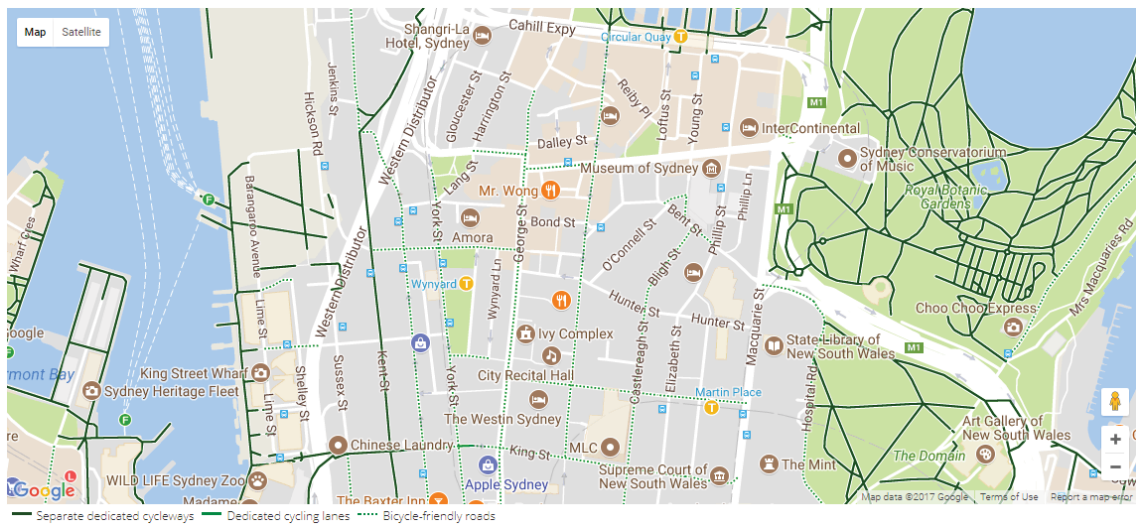 Map
Satellite
Shangri-La
Hotel, Sydney
Cahill Expy
Circular Quay
T
Jenkins St
Hickson Rd
Western Distributor
Gloucester St
Harrington St
Reiby Pl
Loftus St
Young St
M1
Dalley St
InterContinental
Lang St
Museum of Sydney
Sydney Conservatorium
of Music
Mr. Wong
Phillip Ln
Royal Botanic
Gardens
F
Barangaroo Avenue
York St
Amora
George St
Bond St
Bent St
Phillip St
M1
O'Connell St
Wharf Cres
Western Distributor
Wynyard Ln
Bligh St
Mrs Macquaries Rd
Wynyard
T
Hunter St
Hunter St
Macquarie St
Choo Choo Express
Google
Lime St
Ivy Complex
Castlereagh St
Elizabeth St
State Library of
New South Wales
M1
rmont Bay
King Street Wharf
Sydney Heritage Fleet
Shelley St
Sussex St
Kent St
York St
City Recital Hall
Martin Place
T
Hospital Rd
F
Lime St
The Westin Sydney
Art Gallery of
New South Wales
Chinese Laundry
King St
MLC
The Domain
WILD LIFE Sydney Zoo
Apple Sydney
Supreme Court of
New South Wales
The Mint
L
Google
Madame
The Baxter Inn
Map data ©2017 Google
Terms of Use
Report a map error
Separate dedicated cycleways
Dedicated cycling lanes
Bicycle-friendly roads